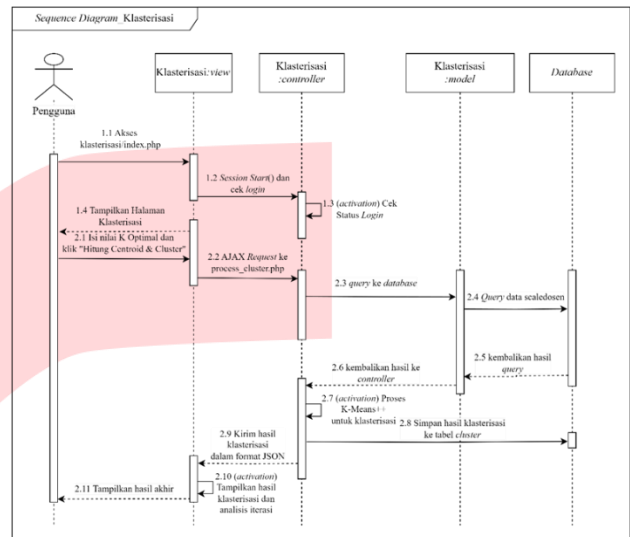 Sequence Diagram_Klasterisasi
Pengguna
Klasterisasi:view
Klasterisasi
:controller
Klasterisasi
:model
Database
1.1 Akses
klasterisasi/index.php
1.2 Session Start() dan
cek login
1.3 (activation) Cek
Status Login
1.4 Tampilkan Halaman
Klasterisasi
2.1 Isi nilai K Optimal dan
klik "Hitung Centroid & Cluster"
2.2 AJAX Request ke
process_cluster.php
2.3 query ke database
2.4 Query data scaledosen
2.5 kembalikan hasil
query
2.6 kembalikan hasil ke
controller
2.7 (activation) Proses
K-Means++
untuk klasterisasi
2.8 Simpan hasil klasterisasi
ke tabel cluster
2.9 Kirim hasil
klasterisasi
dalam format JSON
2.10 (activation)
Tampilkan hasil
klasterisasi dan
analisis iterasi
2.11 Tampilkan hasil akhir